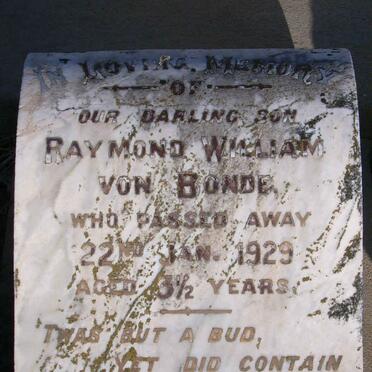 IN LOVING MEMORY
OF
OUR DARLING SON
RAYMOND WILLIAM
VON BONDE,
WHO PASSED AWAY
22ND JAN. 1929
AGED 3½ YEARS.
TWAS BUT A BUD,
YET DID CONTAIN